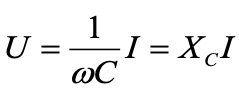 $U = \frac{1}{\omega C} I = X_C I$